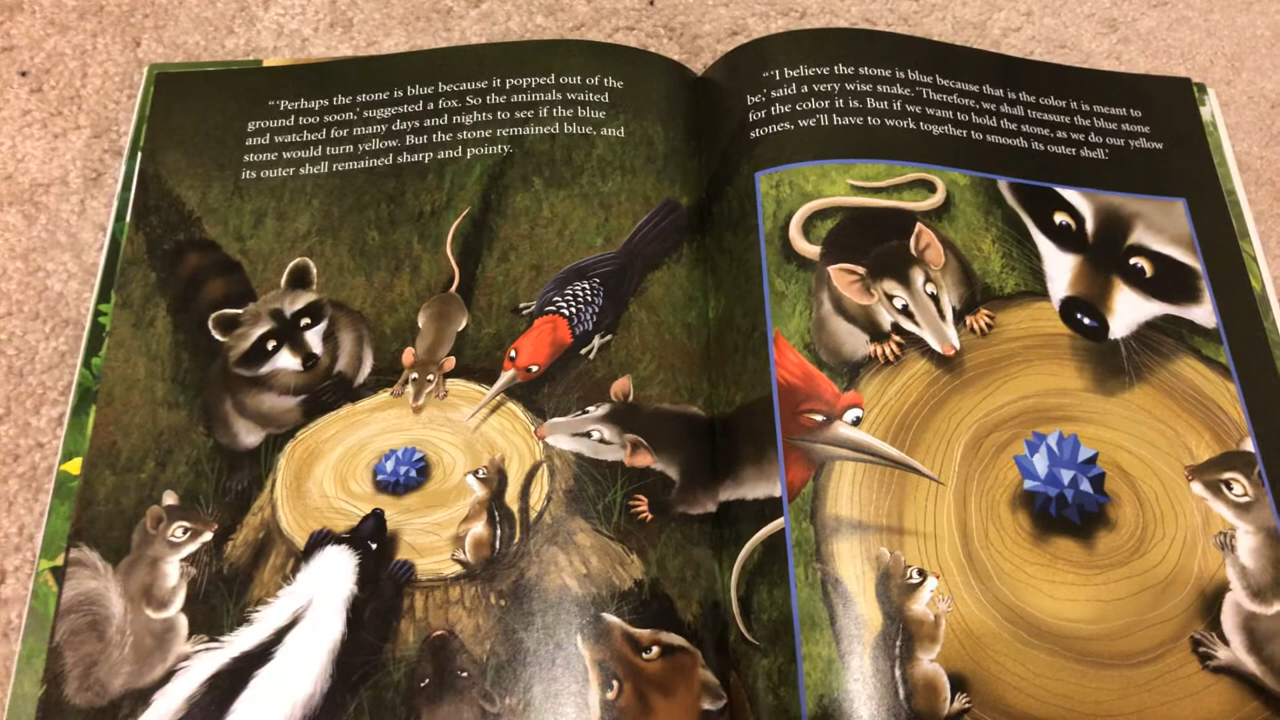 “‘Perhaps the stone is blue because it popped out of the
ground too soon,’ suggested a fox. So the animals waited
and watched for many days and nights to see if the blue
stone would turn yellow. But the stone remained blue, and
its outer shell remained sharp and pointy.
“‘I believe the stone is blue because that is the color it is meant to
be,’ said a very wise snake. ‘Therefore, we shall treasure the blue stone
for the color it is. But if we want to hold the stone, as we do our yellow
stones, we’ll have to work together to smooth its outer shell.’